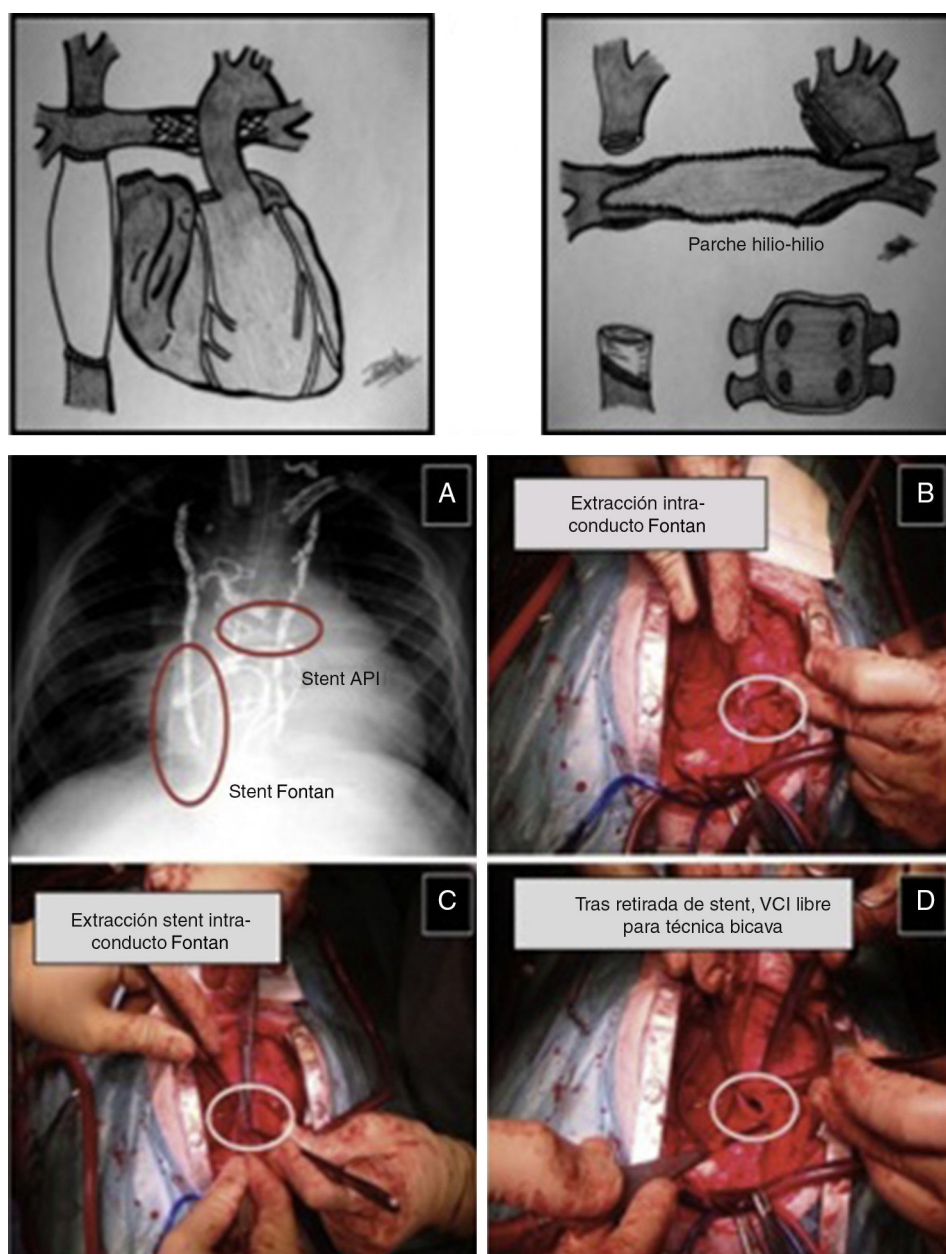 Parche hilio-hilio
A
Stent API
Stent Fontan
B
Extracción intra-
conducto Fontan
C
Extracción stent intra-
conducto Fontan
D
Tras retirada de stent, VCI libre
para técnica bicava